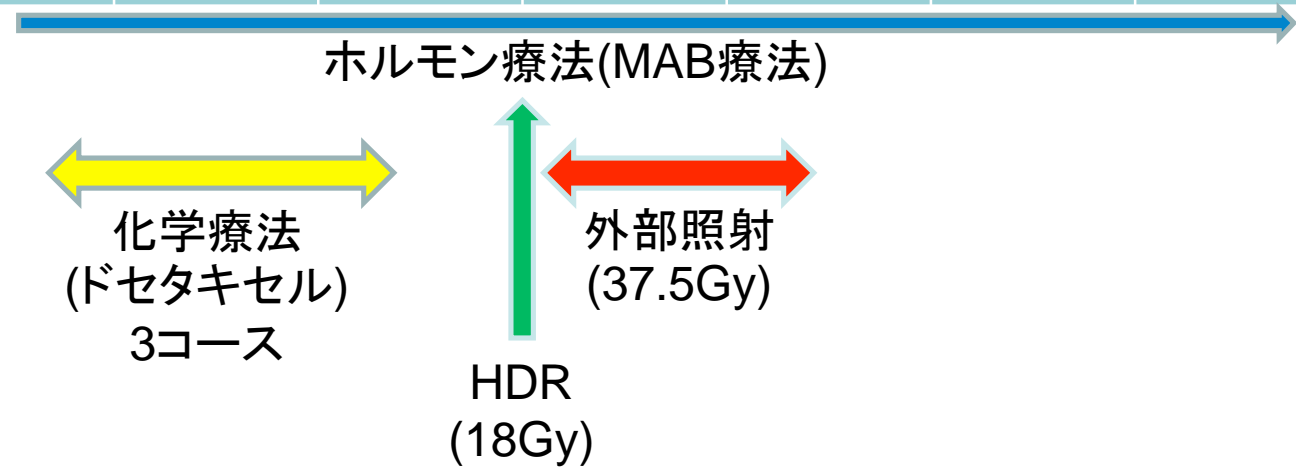 ホルモン療法(MAB療法)
化学療法
(ドセタキセル)
3コース
外部照射
(37.5Gy)
HDR
(18Gy)